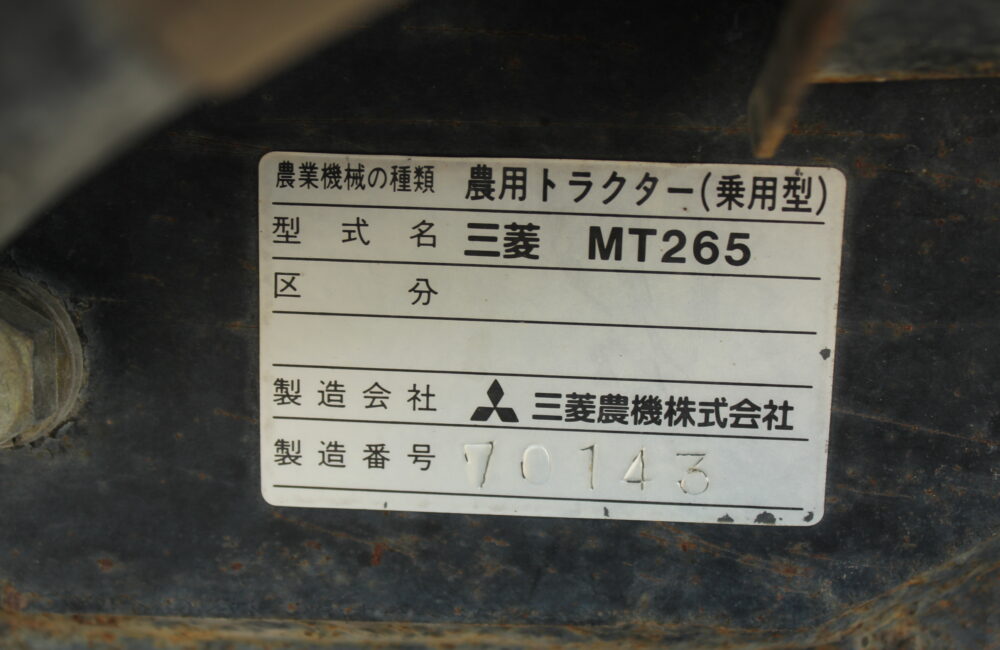 農業機械の種類 農用トラクター(乗用型)
型式名 三菱 MT265
区分
製造会社 三菱農機株式会社
製造番号 70143